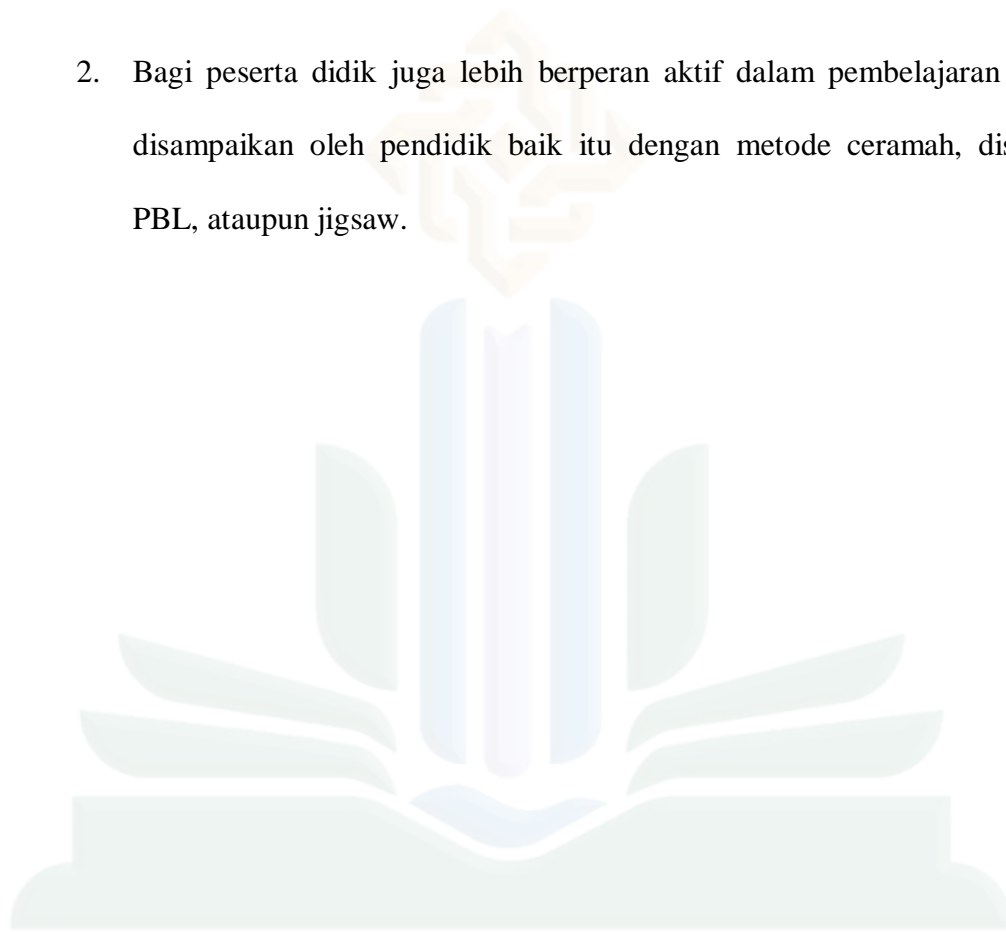 2. Bagi peserta didik juga lebih berperan aktif dalam pembelajaran
disampaikan oleh pendidik baik itu dengan metode ceramah,
PBL, ataupun jigsaw.